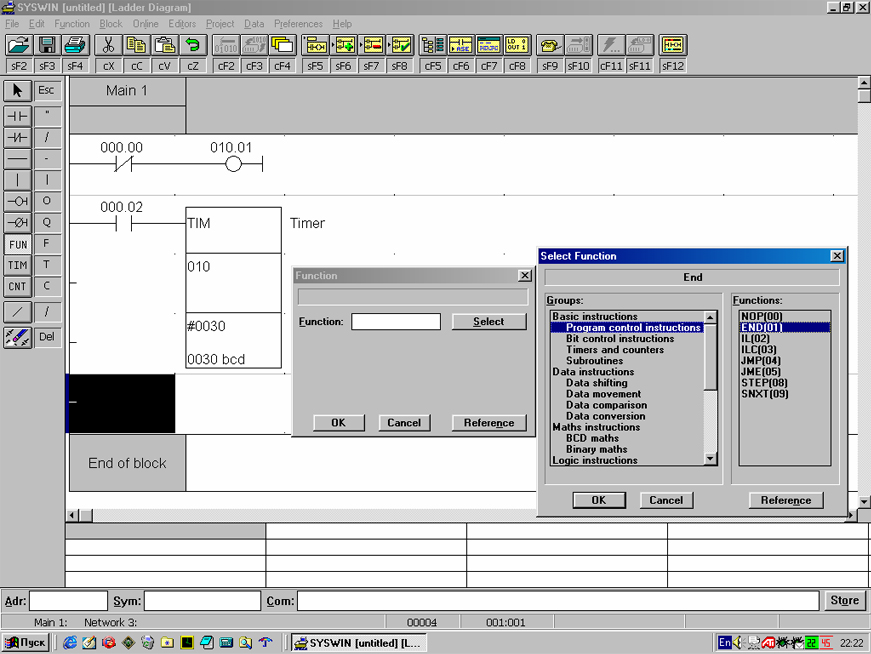 SYSWIN [untitled] [Ladder Diagram]
File Edit Function Block Online Editors Project Data Preferences Help
sF2 sF3 sF4 cX cC cV cZ cF2 cF3 cF4 sF5 sF6 sF7 sF8 cF5 cF6 cF7 cF8 sF9 sF10 cF11 sF11 sF12
Esc
"
/
-
|
O
Q
FUN F
TIM T
CNT C
/
Del
Main 1
000.00 010.01
000.02
TIM Timer
010
#0030
0030 bcd
End of block
Function
Function: Select
OK Cancel Reference
Select Function
End
Groups: Functions:
Basic instructions
Program control instructions
Bit control instructions
Timers and counters
Subroutines
Data instructions
Data shifting
Data movement
Data comparison
Data conversion
Maths instructions
BCD maths
Binary maths
Logic instructions
NOP(00)
END(01)
IL(02)
ILC(03)
JMP(04)
JME(05)
STEP(08)
SNXT(09)
OK Cancel Reference
Adr: Sym: Com: Store
Main 1: Network 3: 00004 001:001
Пуск SYSWIN [untitled] [L... En 22 45 22:22